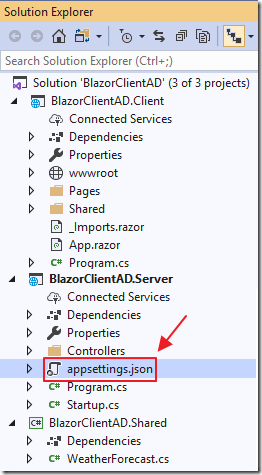 Solution Explorer
Search Solution Explorer (Ctrl+;)
Solution 'BlazorClientAD' (3 of 3 projects)
BlazorClientAD.Client
Connected Services
Dependencies
Properties
wwwroot
Pages
Shared
_Imports.razor
App.razor
C# Program.cs
BlazorClientAD.Server
Connected Services
Dependencies
Properties
Controllers
appsettings.json
C# Program.cs
C# Startup.cs
C# BlazorClientAD.Shared
Dependencies
C# WeatherForecast.cs